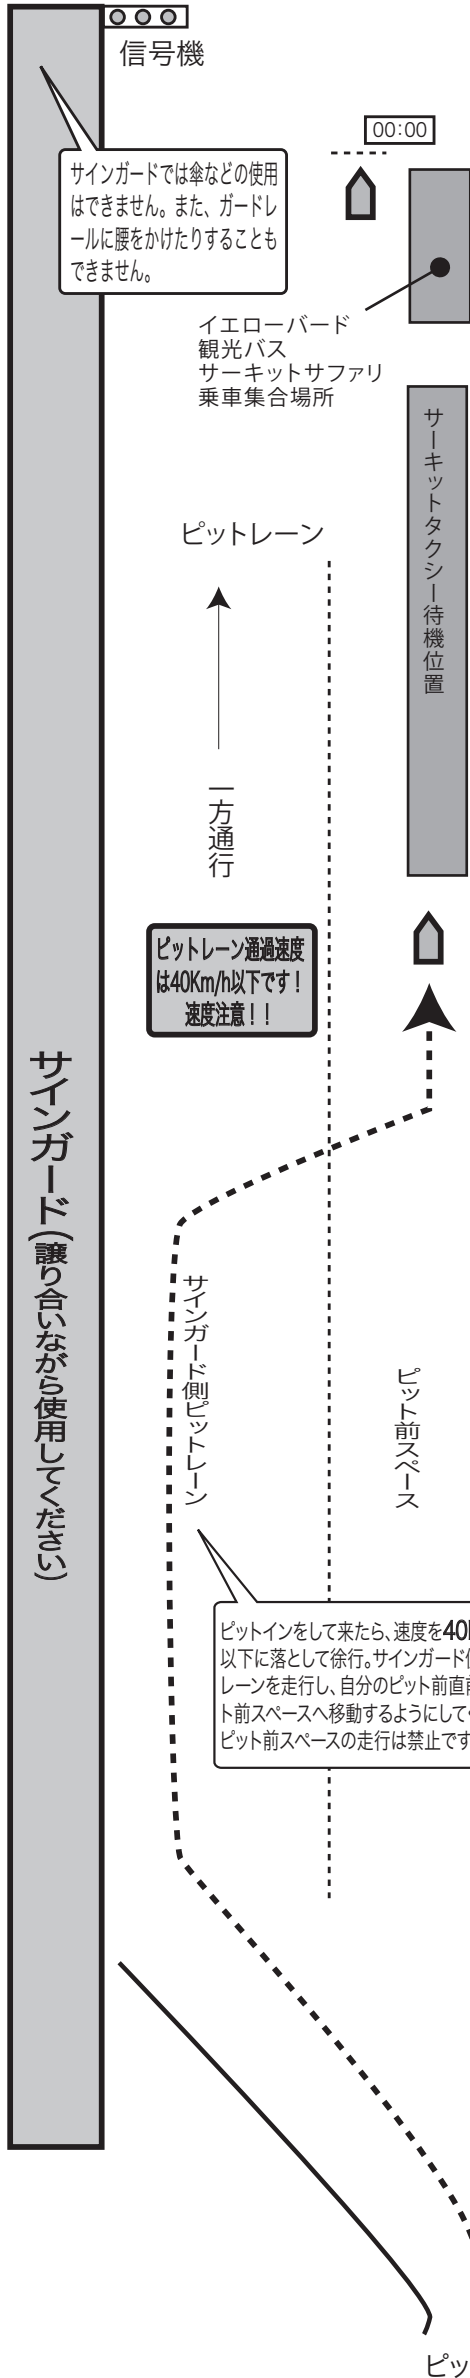 信号機
00:00
サインガードでは傘などの使用
はできません。また、ガードレ
ールに腰をかけたりすることも
できません。
イエローバード
観光バス
サーキットサファリ
乗車集合場所
サーキットタクシー待機位置
ピットレーン
一方通行
ピットレーン通過速度
は40Km/h以下です！
速度注意！！
サインガード(譲り合いながら使用してください)
サインガード側ピットレーン
ピット前スペース
ピットインをして来たら、速度を40
以下に落として徐行。サインガード
レーンを走行し、自分のピット前直前
ト前スペースへ移動するようにして
ピット前スペースの走行は禁止です
ピッ